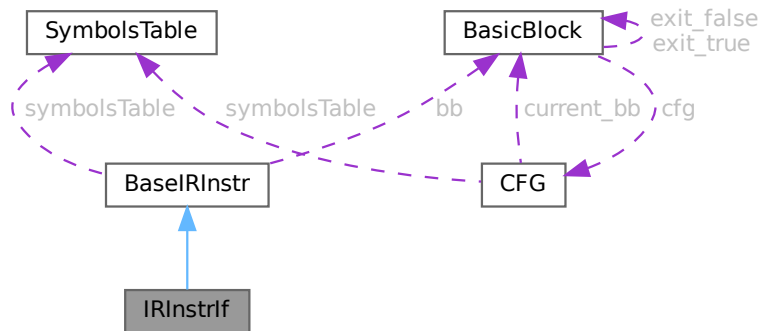 SymbolsTable
BasicBlock
exit_false
exit_true
symbolsTable
symbolsTable
bb
current_bb
cfg
BaseIRInstr
CFG
IRInstrIf